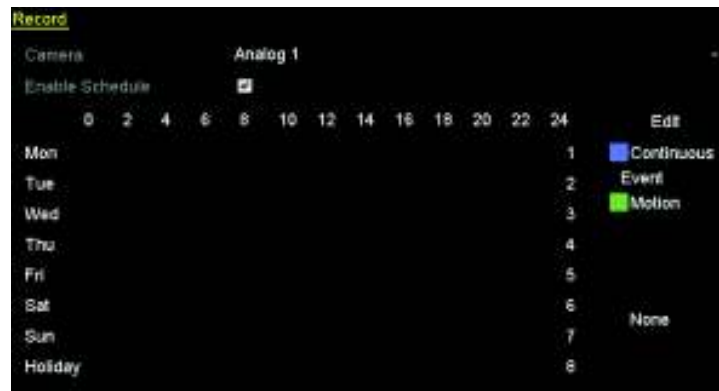 Record
Camera Analog 1
Enable Schedule
0 2 4 6 8 10 12 14 16 18 20 22 24 Edit
Mon 1 Continuous
Tue 2 Event
Wed 3 Motion
Thu 4
Fri 5
Sat 6
None
Sun 7
Holiday 8